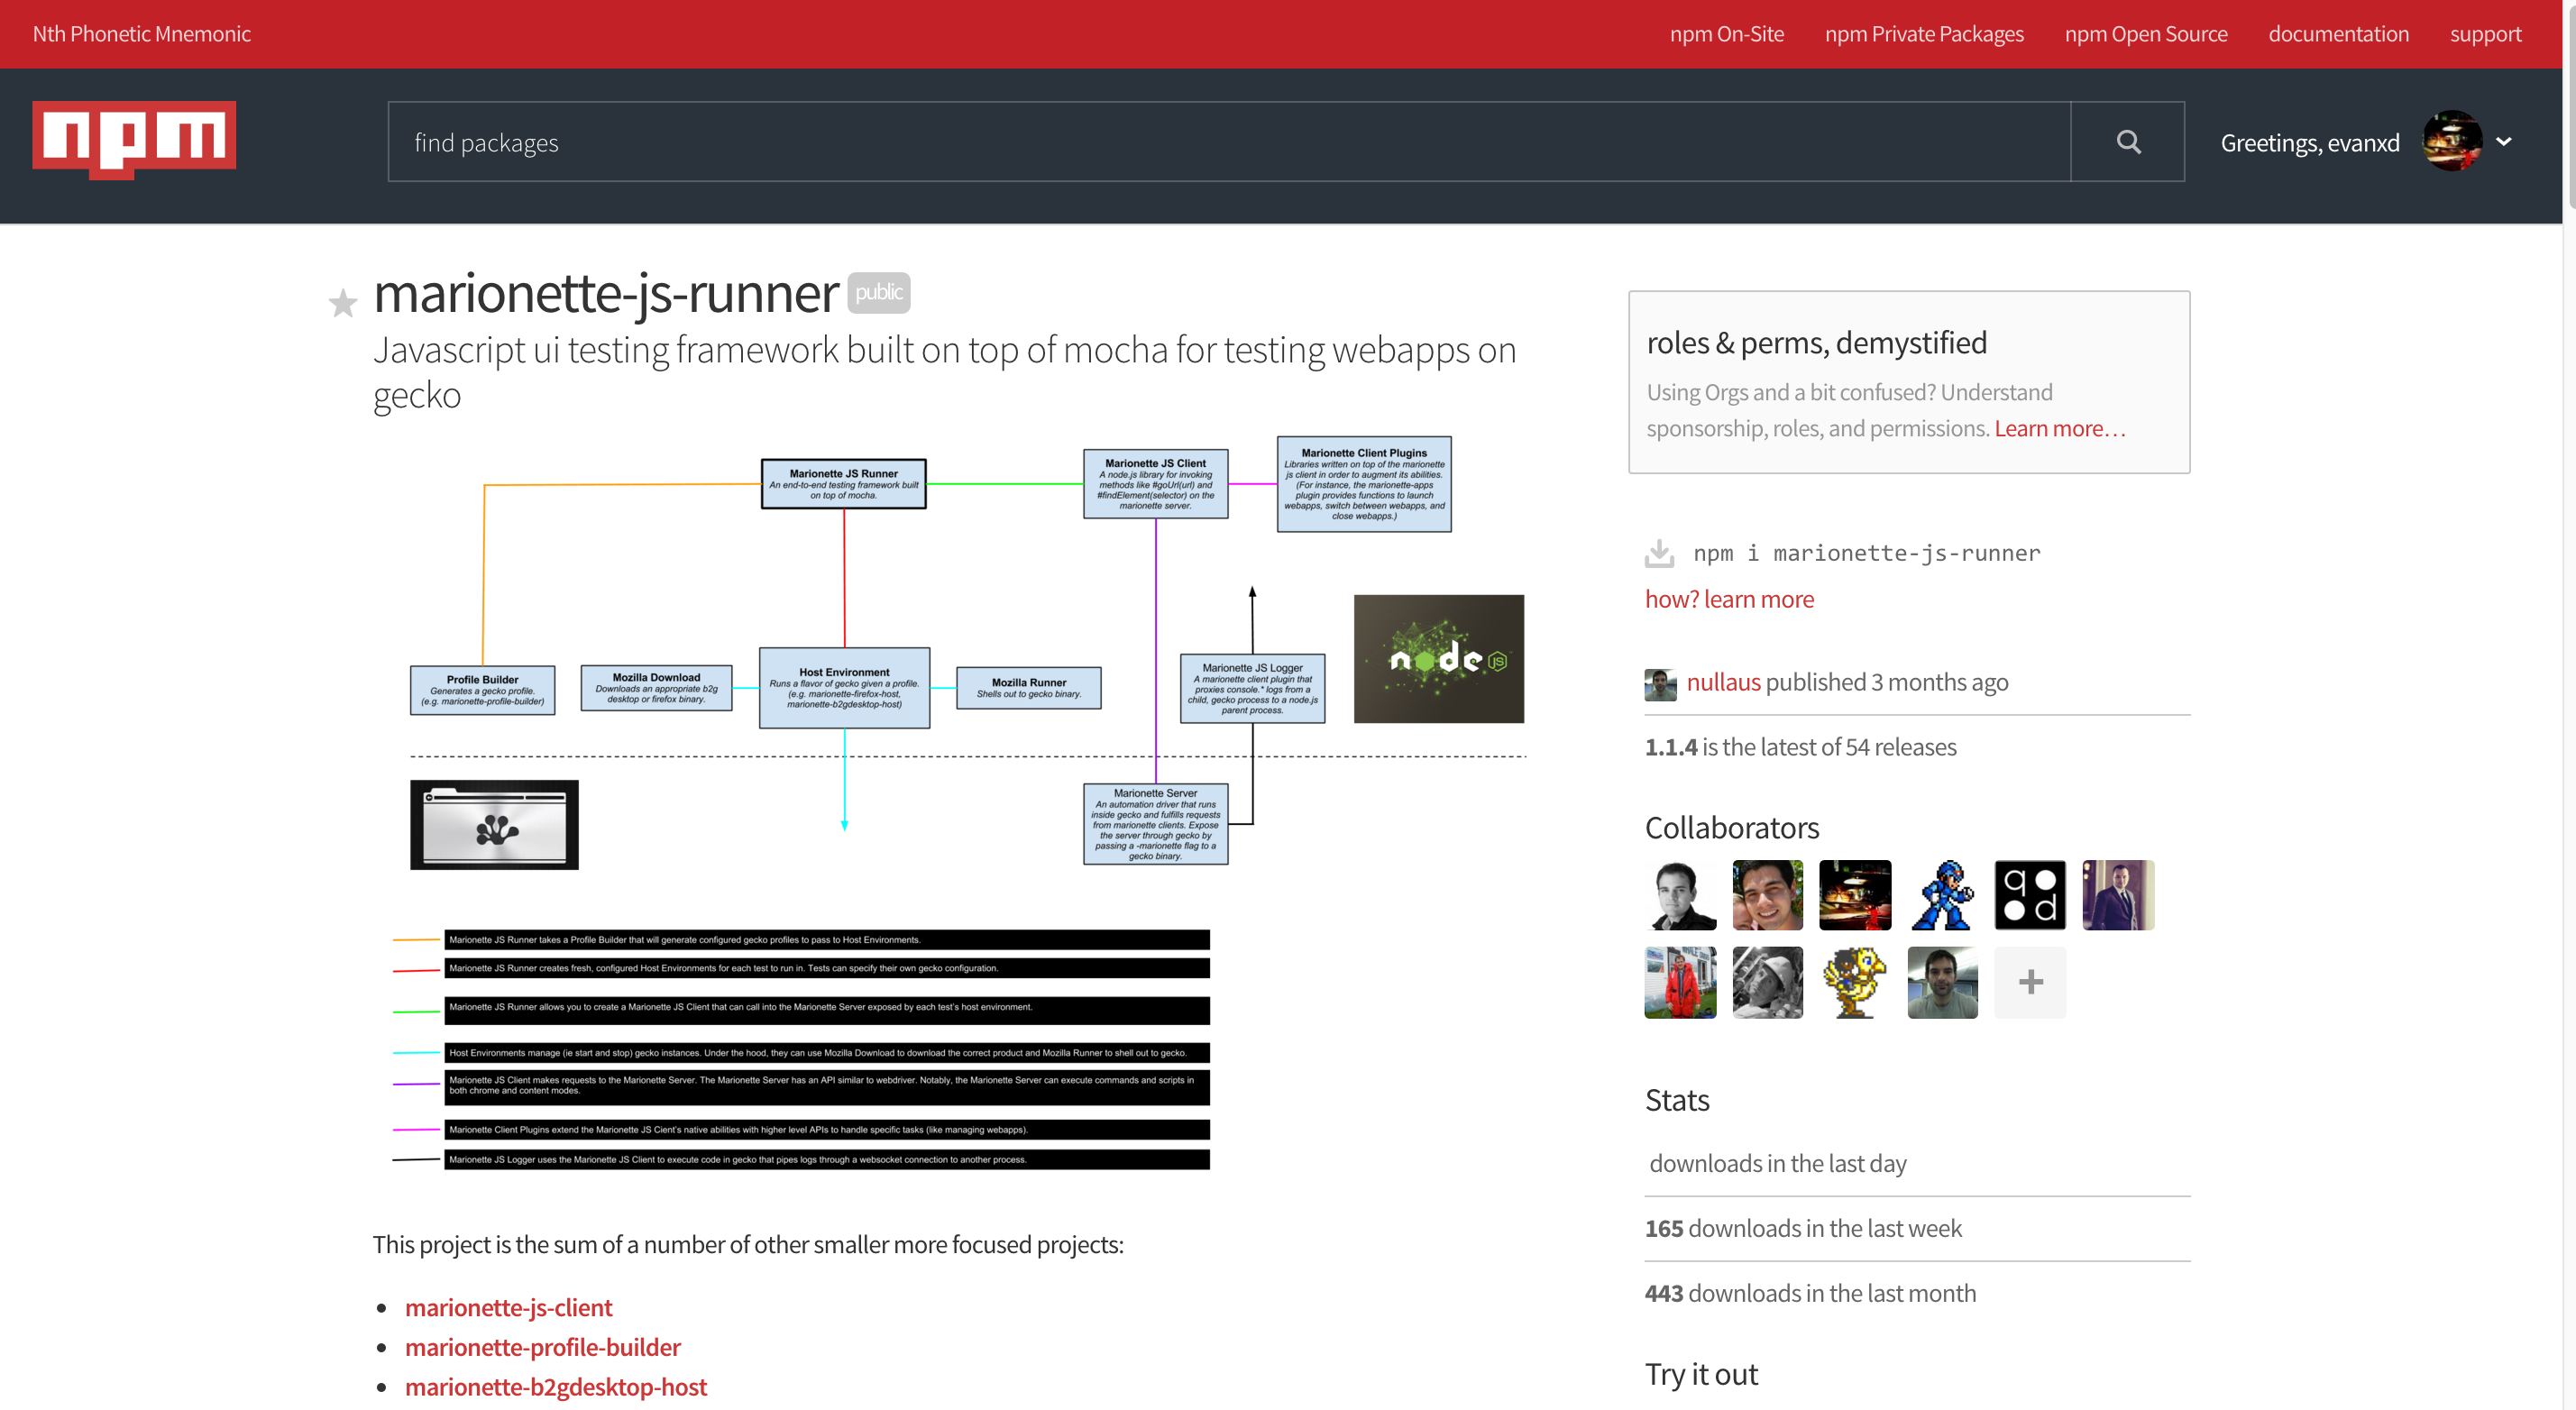 Nth Phonetic Mnemonic
npm On-Site
npm Private Packages
npm Open Source
documentation
support
npm
find packages
Greetings, evanxd
marionette-js-runner
public
Javascript ui testing framework built on top of mocha for testing webapps on
gecko
Marionette JS Runner
An end-to-end testing framework built
on top of mocha.
Marionette JS Client
A node.js library for invoking
methods like #goUrl(url) and
#findElement(selector) on the
marionette server.
Marionette Client Plugins
Libraries written on top of the marionette
js client in order to augment its abilities.
(For instance, the marionette-apps
plugin provides functions to launch
webapps, switch between webapps, and
close webapps.)
Profile Builder
Generates a gecko profile.
(e.g. marionette-profile-builder)
Mozilla Download
Downloads an appropriate b2g
desktop or firefox binary.
Host Environment
Runs a flavor of gecko given a profile.
(e.g. marionette-firefox-host,
marionette-b2gdesktop-host)
Mozilla Runner
Shells out to gecko binary.
Marionette JS Logger
A marionette client plugin that
proxies console.* logs from a
child, gecko process to a node.js
parent process.
node JS
Marionette Server
An automation driver that runs
inside gecko and fulfills requests
from marionette clients. Expose
the server through gecko by
passing a -marionette flag to a
gecko binary.
Marionette JS Runner takes a Profile Builder that will generate configured gecko profiles to pass to Host Environments.
Marionette JS Runner creates fresh, configured Host Environments for each test to run in. Tests can specify their own gecko configuration.
Marionette JS Runner allows you to create a Marionette JS Client that can call into the Marionette Server exposed by each test's host environment.
Host Environments manage (ie start and stop) gecko instances. Under the hood, they can use Mozilla Download to download the correct product and Mozilla Runner to shell out to gecko.
Marionette JS Client makes requests to the Marionette Server. The Marionette Server has an API similar to webdriver. Notably, the Marionette Server can execute commands and scripts in
both chrome and content modes.
Marionette Client Plugins extend the Marionette JS Cient's native abilities with higher level APIs to handle specific tasks (like managing webapps).
Marionette JS Logger uses the Marionette JS Client to execute code in gecko that pipes logs through a websocket connection to another process.
This project is the sum of a number of other smaller more focused projects:
marionette-js-client
marionette-profile-builder
marionette-b2gdesktop-host
roles & perms, demystified
Using Orgs and a bit confused? Understand
sponsorship, roles, and permissions. Learn more…
npm i marionette-js-runner
how? learn more
nullaus published 3 months ago
1.1.4 is the latest of 54 releases
Collaborators
q
d
+
Stats
downloads in the last day
165 downloads in the last week
443 downloads in the last month
Try it out